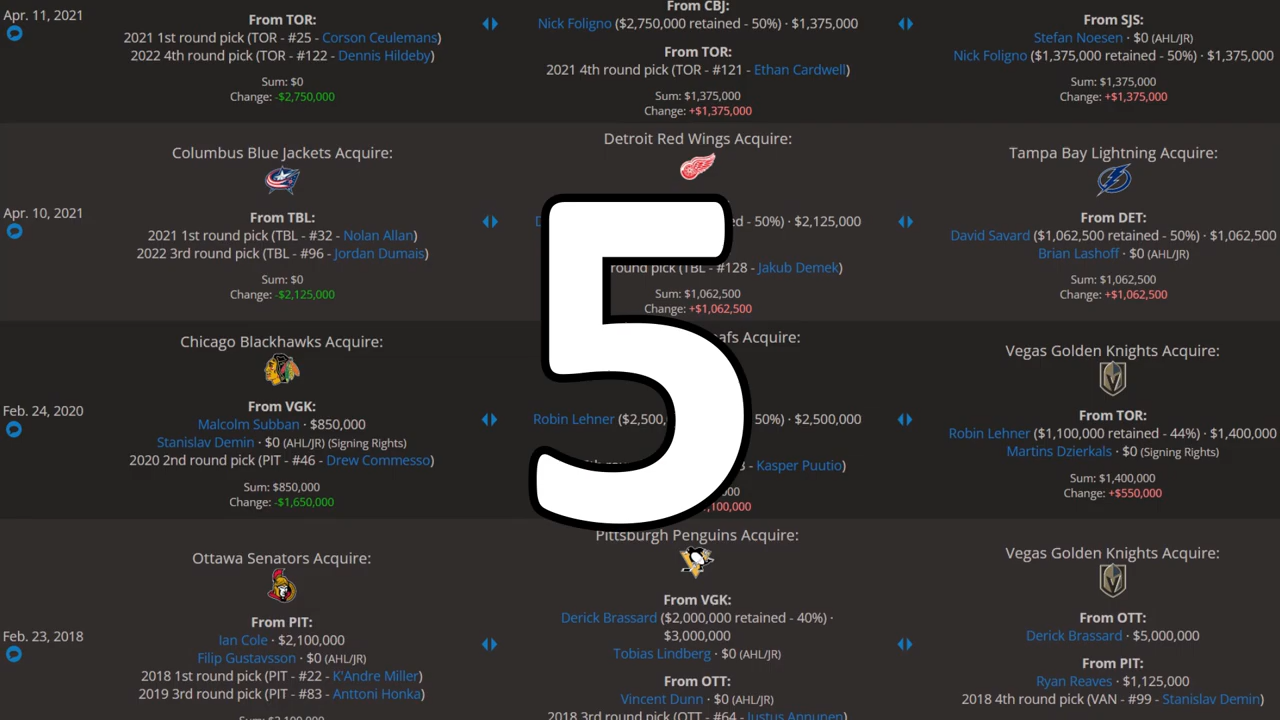 Apr. 11, 2021
From TOR:
2021 1st round pick (TOR - #25 - Corson Ceulemans)
2022 4th round pick (TOR - #122 - Dennis Hildeby)
Sum: $0
Change: -$2,750,000
From CBJ:
Nick Foligno ($2,750,000 retained - 50%) · $1,375,000
From TOR:
2021 4th round pick (TOR - #121 - Ethan Cardwell)
Sum: $1,375,000
Change: +$1,375,000
From SJS:
Stefan Noesen · $0 (AHL/JR)
Nick Foligno ($1,375,000 retained - 50%) · $1,375,000
Sum: $1,375,000
Change: +$1,375,000
Apr. 10, 2021
Columbus Blue Jackets Acquire:
From TBL:
2021 1st round pick (TBL - #32 - Nolan Allan)
2022 3rd round pick (TBL - #96 - Jordan Dumais)
Sum: $0
Change: -$2,125,000
Detroit Red Wings Acquire:
- 50%) · $2,125,000
round pick (TBL - #128 - Jakub Demek)
Sum: $1,062,500
Change: +$1,062,500
Tampa Bay Lightning Acquire:
From DET:
David Savard ($1,062,500 retained - 50%) · $1,062,500
Brian Lashoff · $0 (AHL/JR)
Sum: $1,062,500
Change: +$1,062,500
5
Feb. 24, 2020
Chicago Blackhawks Acquire:
From VGK:
Malcolm Subban · $850,000
Stanislav Demin · $0 (AHL/JR) (Signing Rights)
2020 2nd round pick (PIT - #46 - Drew Commesso)
Sum: $850,000
Change: -$1,650,000
Acquire:
Robin Lehner ($2,500, 50%) · $2,500,000
Kasper Puutio)
Vegas Golden Knights Acquire:
From TOR:
Robin Lehner ($1,100,000 retained - 44%) · $1,400,000
Martins Dzierkals · $0 (Signing Rights)
Sum: $1,400,000
Change: +$550,000
Feb. 23, 2018
Ottawa Senators Acquire:
From PIT:
Ian Cole · $2,100,000
Filip Gustavsson · $0 (AHL/JR)
2018 1st round pick (PIT - #22 - K'Andre Miller)
2019 3rd round pick (PIT - #83 - Anttoni Honka)
Sum: $2,100,000
Pittsburgh Penguins Acquire:
From VGK:
Derick Brassard ($2,000,000 retained - 40%) ·
$3,000,000
Tobias Lindberg · $0 (AHL/JR)
From OTT:
Vincent Dunn · $0 (AHL/JR)
2018 3rd round pick (OTT - #64 - Justus Annunen)
Vegas Golden Knights Acquire:
From OTT:
Derick Brassard · $5,000,000
From PIT:
Ryan Reaves · $1,125,000
2018 4th round pick (VAN - #99 - Stanislav Demin)